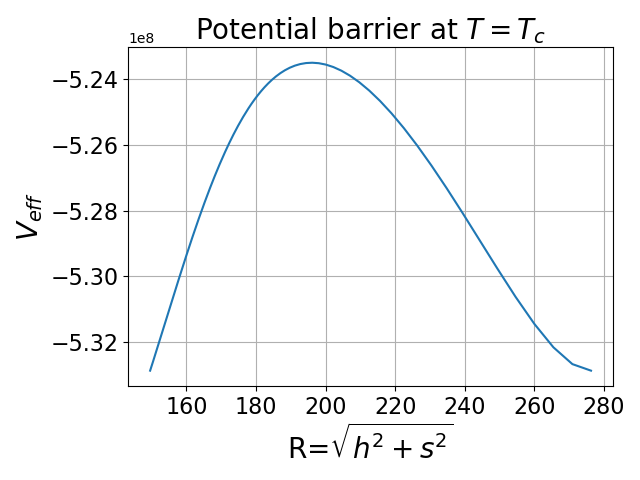 Potential barrier at $T = T_c$
1e8
−5.24
−5.26
−5.28
−5.30
−5.32
$V_{eff}$
160 180 200 220 240 260 280
R=$\sqrt{h^2 + s^2}$